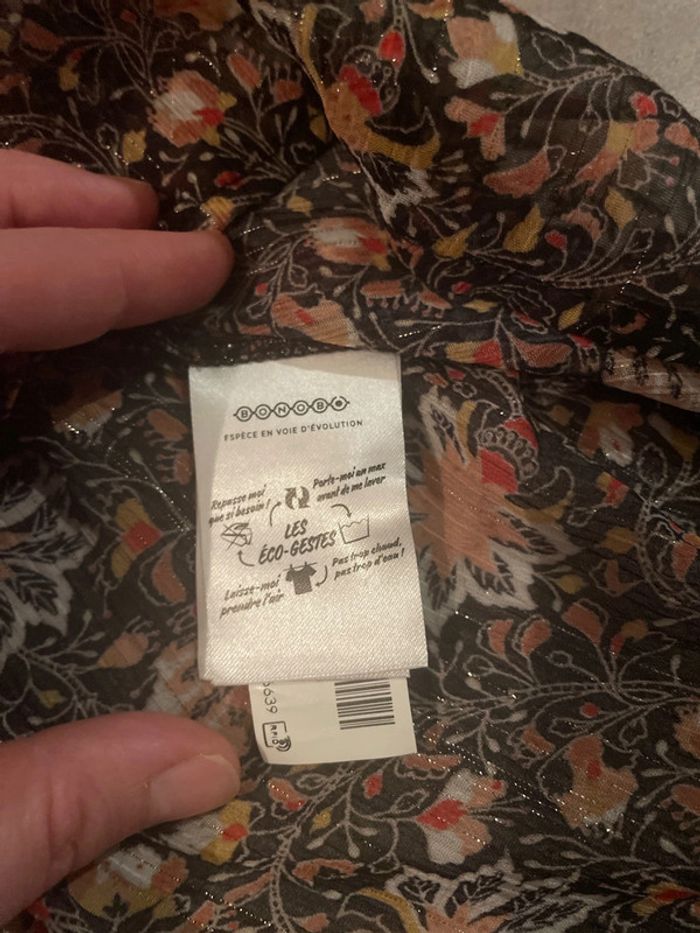 BONOBO
ESPÈCE EN VOIE D'ÉVOLUTION
Repasse moi
que si besoin !
Porte-moi un max
avant de me laver
LES
ÉCO-GESTES
Laisse-moi
prendre l'air
Pas trop chaud,
pas trop d'eau !
0639
RFID